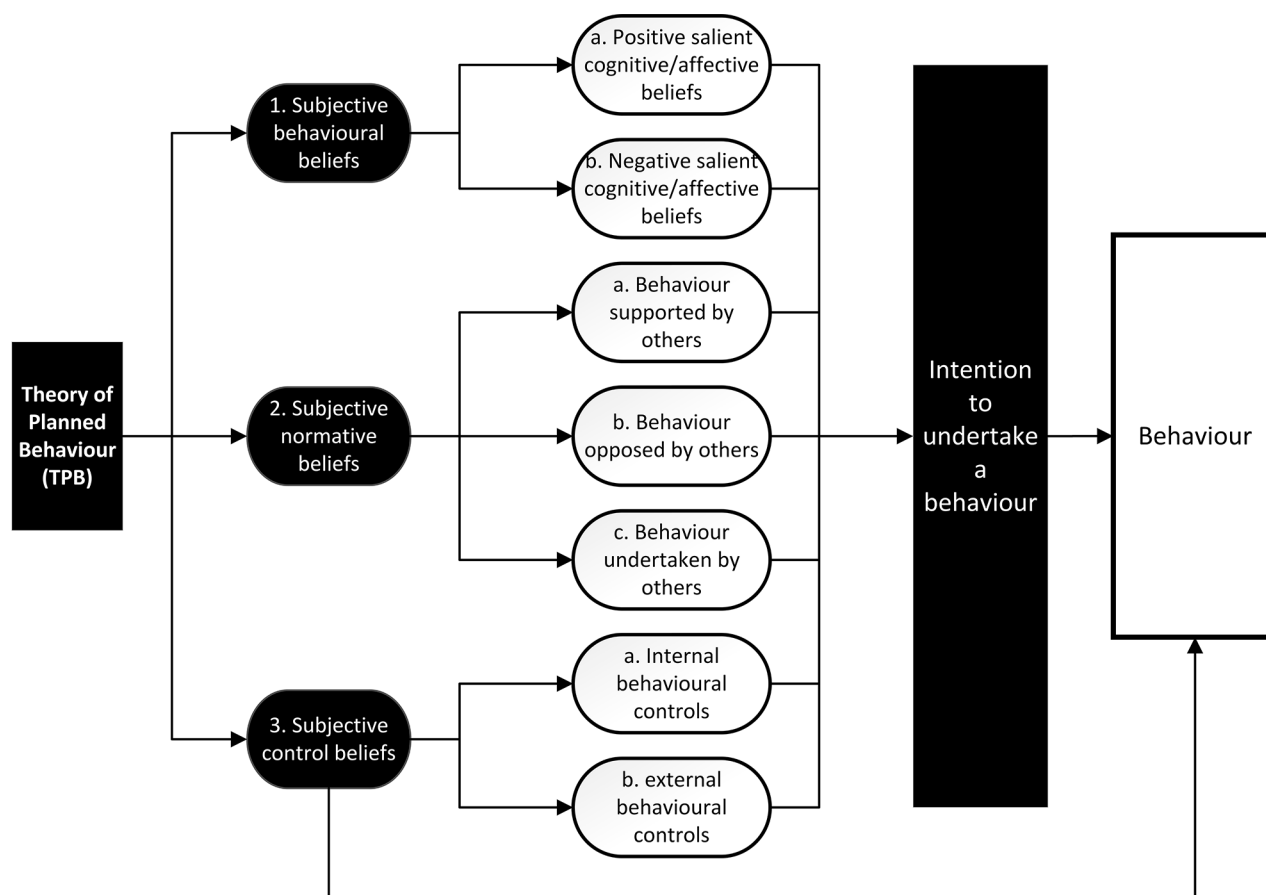 Theory of
Planned
Behaviour
(TPB)
1. Subjective
behavioural
beliefs
a. Positive salient
cognitive/affective
beliefs
b. Negative salient
cognitive/affective
beliefs
2. Subjective
normative
beliefs
a. Behaviour
supported by
others
b. Behaviour
opposed by others
c. Behaviour
undertaken by
others
3. Subjective
control beliefs
a. Internal
behavioural
controls
b. external
behavioural
controls
Intention
to
undertake
a
behaviour
Behaviour